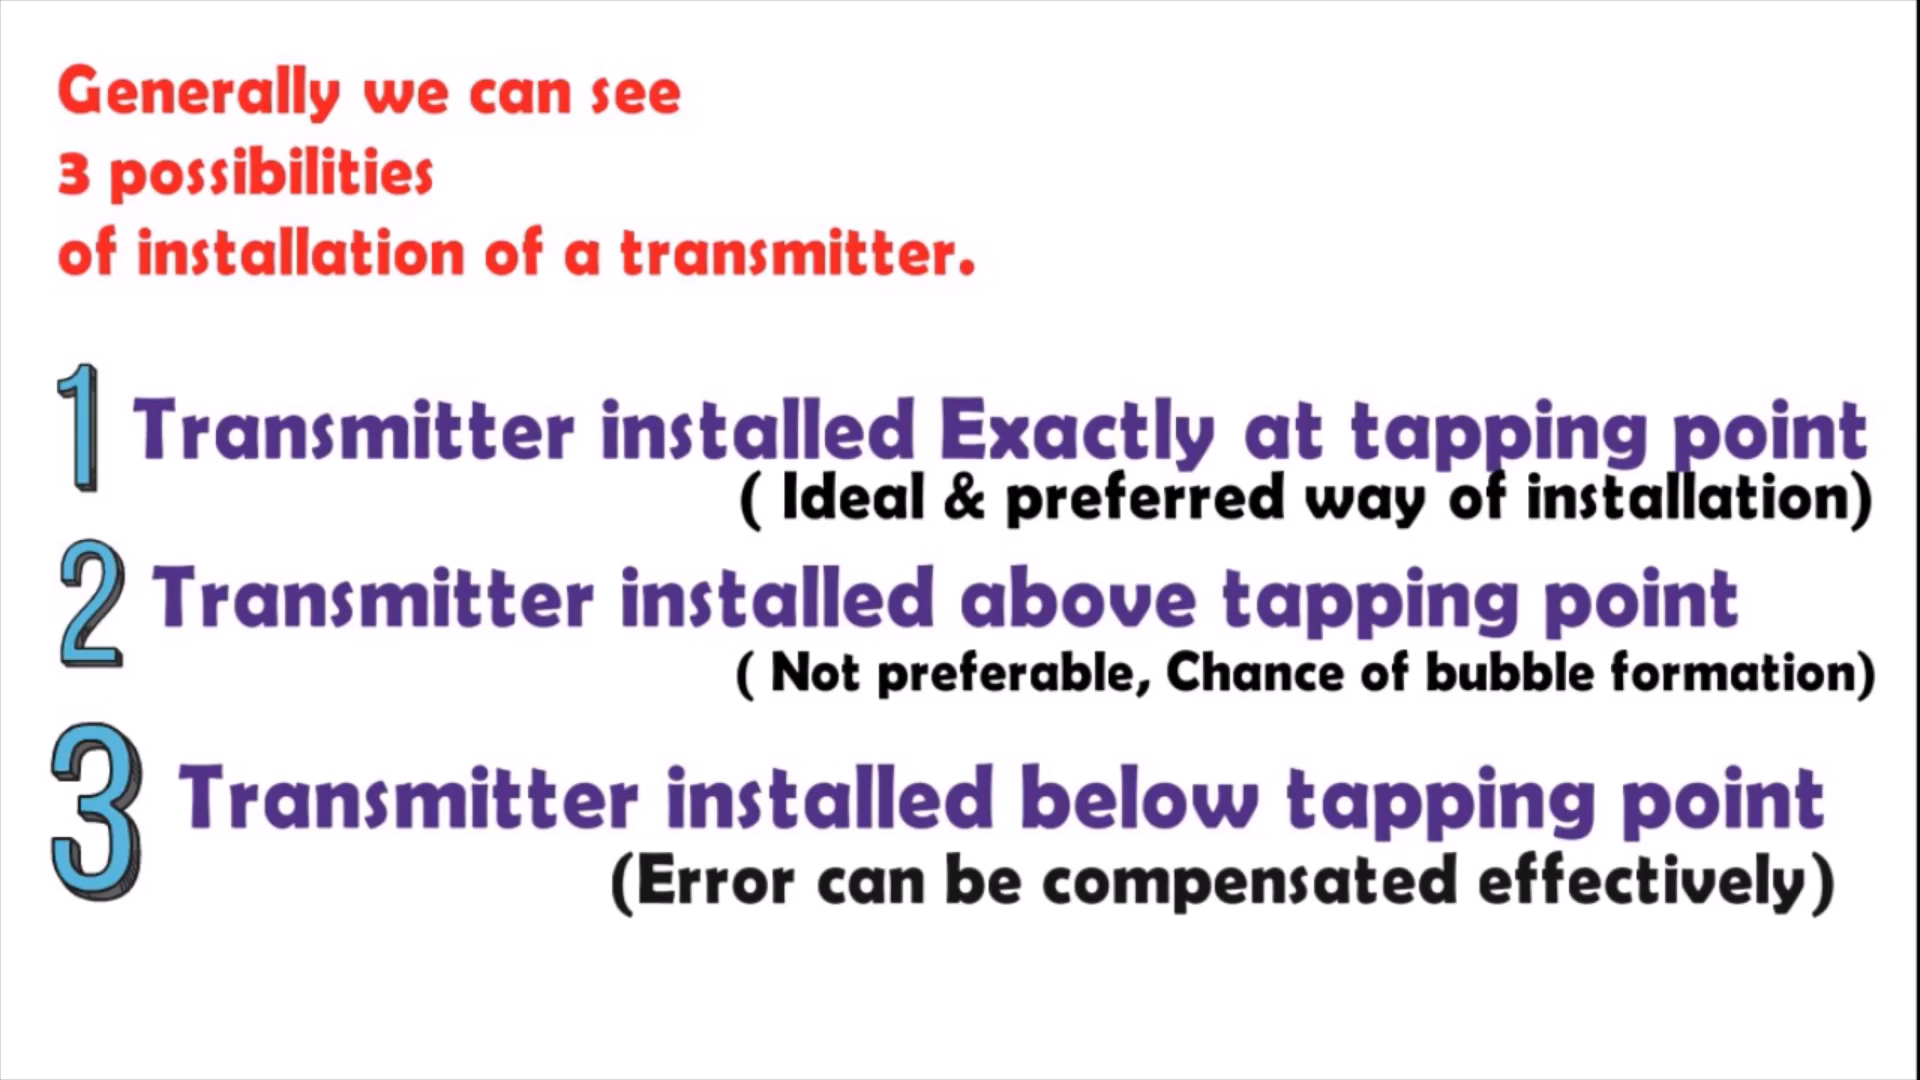 Generally we can see
3 possibilities
of installation of a transmitter.
1 Transmitter installed Exactly at tapping point
( Ideal & preferred way of installation)
2 Transmitter installed above tapping point
( Not preferable, Chance of bubble formation)
3 Transmitter installed below tapping point
(Error can be compensated effectively)